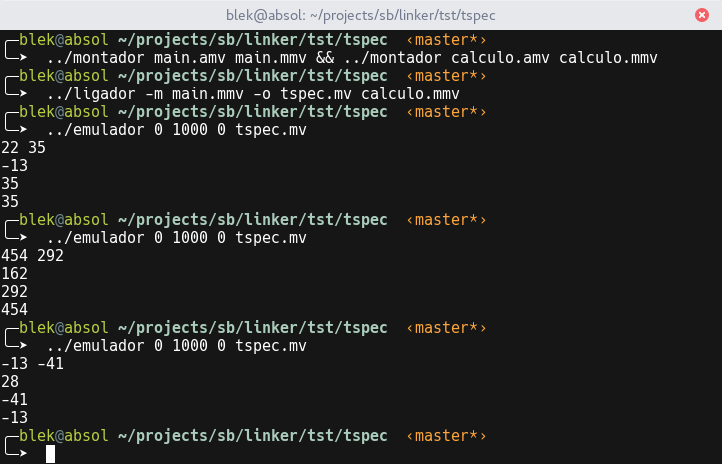 blek@absol: ~/projects/sb/linker/tst/tspec
╭─blek@absol ~/projects/sb/linker/tst/tspec ‹master*›
╰─➤ ../montador main.amv main.mmv && ../montador calculo.amv calculo.mmv
╭─blek@absol ~/projects/sb/linker/tst/tspec ‹master*›
╰─➤ ../ligador -m main.mmv -o tspec.mv calculo.mmv
╭─blek@absol ~/projects/sb/linker/tst/tspec ‹master*›
╰─➤ ../emulador 0 1000 0 tspec.mv
22 35
-13
35
35
╭─blek@absol ~/projects/sb/linker/tst/tspec ‹master*›
╰─➤ ../emulador 0 1000 0 tspec.mv
454 292
162
292
454
╭─blek@absol ~/projects/sb/linker/tst/tspec ‹master*›
╰─➤ ../emulador 0 1000 0 tspec.mv
-13 -41
28
-41
-13
╭─blek@absol ~/projects/sb/linker/tst/tspec ‹master*›
╰─➤